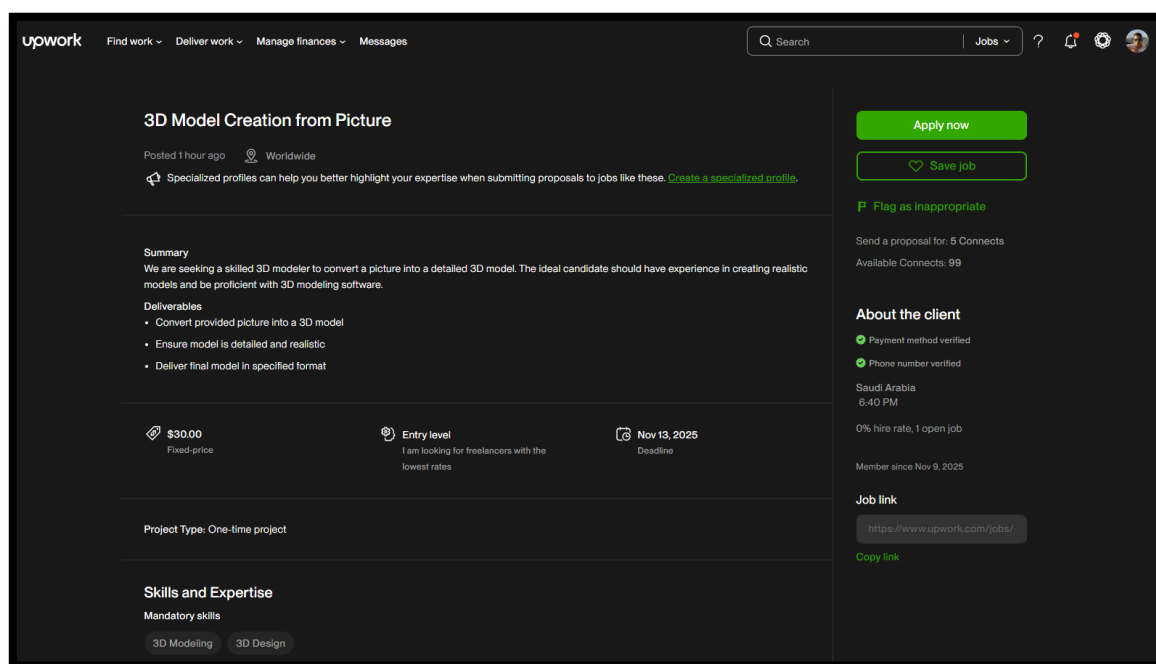 upwork
Find work
Deliver work
Manage finances
Messages
Search
Jobs
3D Model Creation from Picture
Posted 1 hour ago
Worldwide
Specialized profiles can help you better highlight your expertise when submitting proposals to jobs like these. Create a specialized profile.
Summary
We are seeking a skilled 3D modeler to convert a picture into a detailed 3D model. The ideal candidate should have experience in creating realistic
models and be proficient with 3D modeling software.
Deliverables
• Convert provided picture into a 3D model
• Ensure model is detailed and realistic
• Deliver final model in specified format
$30.00
Fixed-price
Entry level
I am looking for freelancers with the
lowest rates
Nov 13, 2025
Deadline
Project Type: One-time project
Skills and Expertise
Mandatory skills
3D Modeling
3D Design
Apply now
Save job
Flag as inappropriate
Send a proposal for: 5 Connects
Available Connects: 99
About the client
Payment method verified
Phone number verified
Saudi Arabia
6:40 PM
0% hire rate, 1 open job
Member since Nov 9, 2025
Job link
https://www.upwork.com/jobs/
Copy link